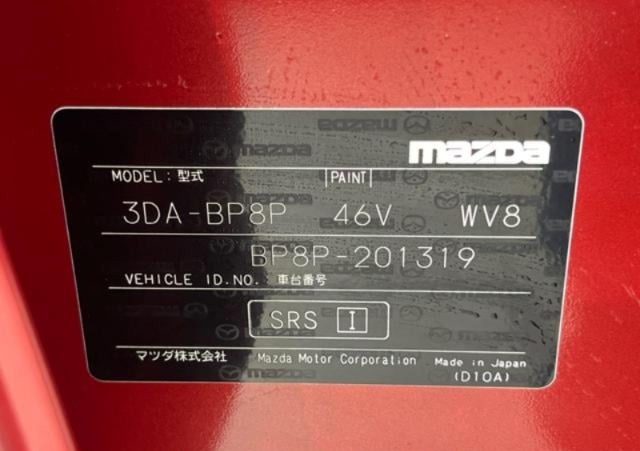 mazda
MODEL: 型式 PAINT
3DA-BP8P 46V WV8
BP8P-201319
VEHICLE ID.NO. 車台番号
SRS I
マツダ株式会社 Mazda Motor Corporation Made in Japan
(D10A)